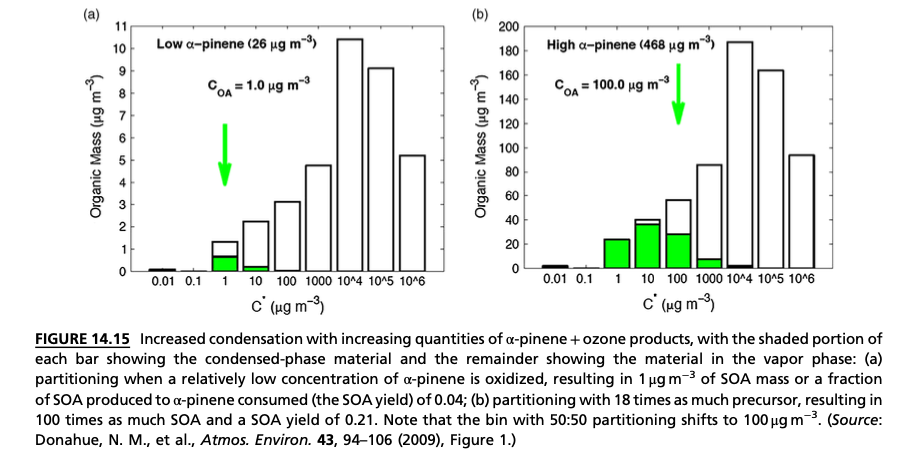 (a)
Low α-pinene (26 μg m⁻³)
C_OA = 1.0 μg m⁻³
Organic Mass (μg m⁻³)
11
10
9
8
7
6
5
4
3
2
1
0
0.01 0.1 1 10 100 1000 10^4 10^5 10^6
C* (μg m⁻³)
(b)
High α-pinene (468 μg m⁻³)
C_OA = 100.0 μg m⁻³
Organic Mass (μg m⁻³)
200
180
160
140
120
100
80
60
40
20
0
0.01 0.1 1 10 100 1000 10^4 10^5 10^6
C* (μg m⁻³)
FIGURE 14.15 Increased condensation with increasing quantities of α-pinene + ozone products, with the shaded portion of
each bar showing the condensed-phase material and the remainder showing the material in the vapor phase: (a)
partitioning when a relatively low concentration of α-pinene is oxidized, resulting in 1 μg m⁻³ of SOA mass or a fraction
of SOA produced to α-pinene consumed (the SOA yield) of 0.04; (b) partitioning with 18 times as much precursor, resulting in
100 times as much SOA and a SOA yield of 0.21. Note that the bin with 50:50 partitioning shifts to 100 μg m⁻³. (Source:
Donahue, N. M., et al., Atmos. Environ. 43, 94–106 (2009), Figure 1.)